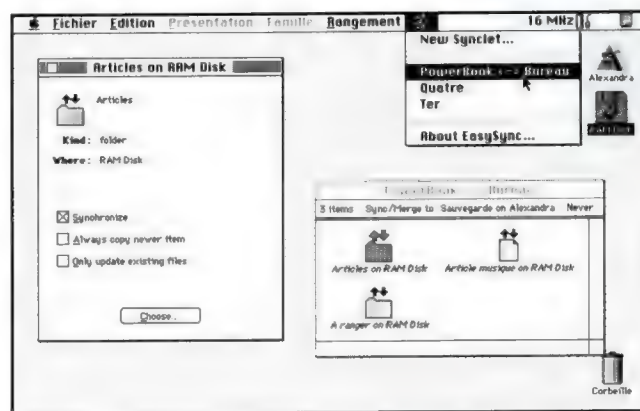 Fichier Edition Présentation Famille Rangement 16 MHz
New Synclet...
PowerBook <-> Bureau
Quatre
Ter
About EasySync...
Alexandra
Articles on RAM Disk
Articles
Kind: folder
Where: RAM Disk
Synchronize
Always copy newer item
Only update existing files
Choose...
PowerBook Bureau
3 items Sync/Merge to Sauvegarde on Alexandra Never
Articles on RAM Disk
Article musique on RAM Disk
A ranger on RAM Disk
Corbeille